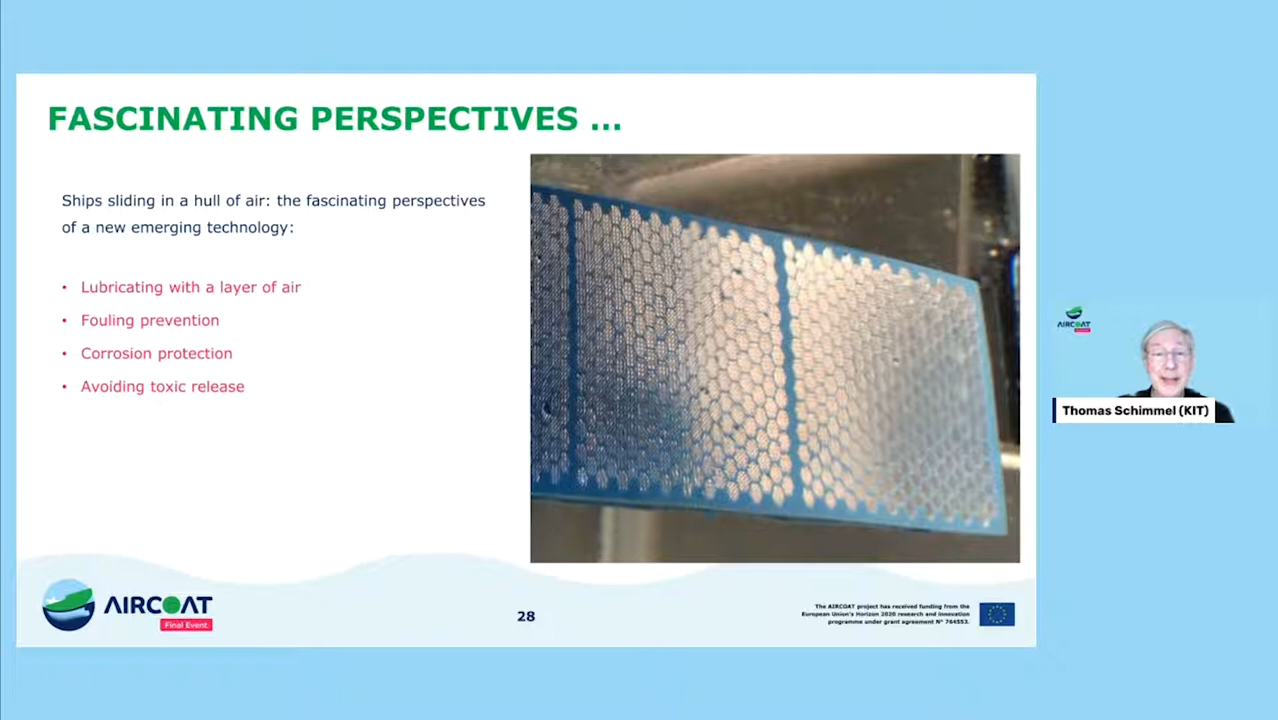 FASCINATING PERSPECTIVES ...
Ships sliding in a hull of air: the fascinating perspectives
of a new emerging technology:
• Lubricating with a layer of air
• Fouling prevention
• Corrosion protection
• Avoiding toxic release
AIRCOAT
Final Event
28
The AIRCOAT project has received funding from the
European Union's Horizon 2020 research and innovation
programme under grant agreement N° 764553.
AIRCOAT
Thomas Schimmel (KIT)